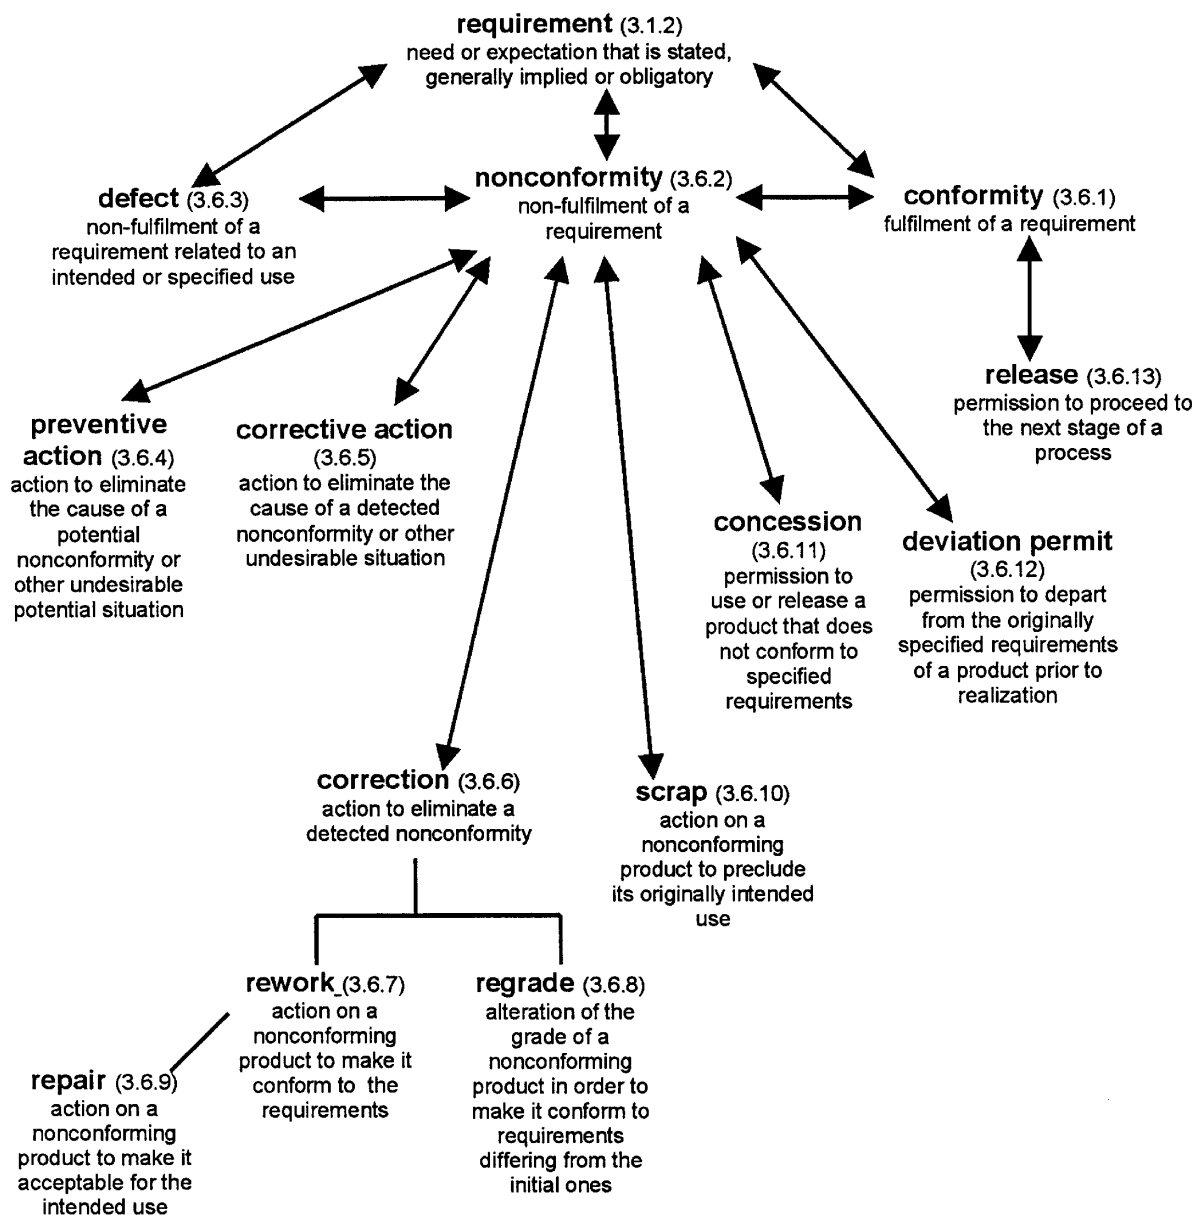 requirement (3.1.2)
need or expectation that is stated,
generally implied or obligatory
defect (3.6.3)
non-fulfilment of a
requirement related to an
intended or specified use
nonconformity (3.6.2)
non-fulfilment of a
requirement
conformity (3.6.1)
fulfilment of a requirement
release (3.6.13)
permission to proceed to
the next stage of a
process
preventive
action (3.6.4)
action to eliminate
the cause of a
potential
nonconformity or
other undesirable
potential situation
corrective action
(3.6.5)
action to eliminate the
cause of a detected
nonconformity or other
undesirable situation
concession
(3.6.11)
permission to
use or release a
product that does
not conform to
specified
requirements
deviation permit
(3.6.12)
permission to depart
from the originally
specified requirements
of a product prior to
realization
correction (3.6.6)
action to eliminate a
detected nonconformity
scrap (3.6.10)
action on a
nonconforming
product to preclude
its originally intended
use
rework (3.6.7)
action on a
nonconforming
product to make it
conform to the
requirements
regrade (3.6.8)
alteration of the
grade of a
nonconforming
product in order to
make it conform to
requirements
differing from the
initial ones
repair (3.6.9)
action on a
nonconforming
product to make it
acceptable for the
intended use